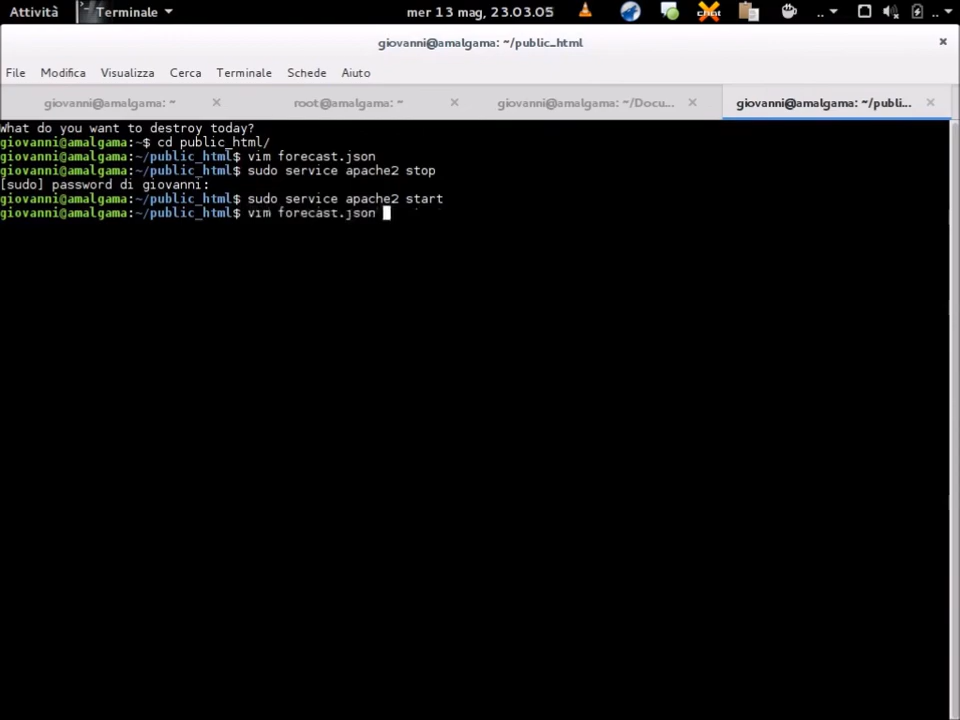 Attività Terminale mer 13 mag, 23.03.05
giovanni@amalgama: ~/public_html
File Modifica Visualizza Cerca Terminale Schede Aiuto
giovanni@amalgama: ~ root@amalgama: ~ giovanni@amalgama: ~/Docu... giovanni@amalgama: ~/publi...
What do you want to destroy today?
giovanni@amalgama:~$ cd public_html/
giovanni@amalgama:~/public_html$ vim forecast.json
giovanni@amalgama:~/public_html$ sudo service apache2 stop
[sudo] password di giovanni:
giovanni@amalgama:~/public_html$ sudo service apache2 start
giovanni@amalgama:~/public_html$ vim forecast.json